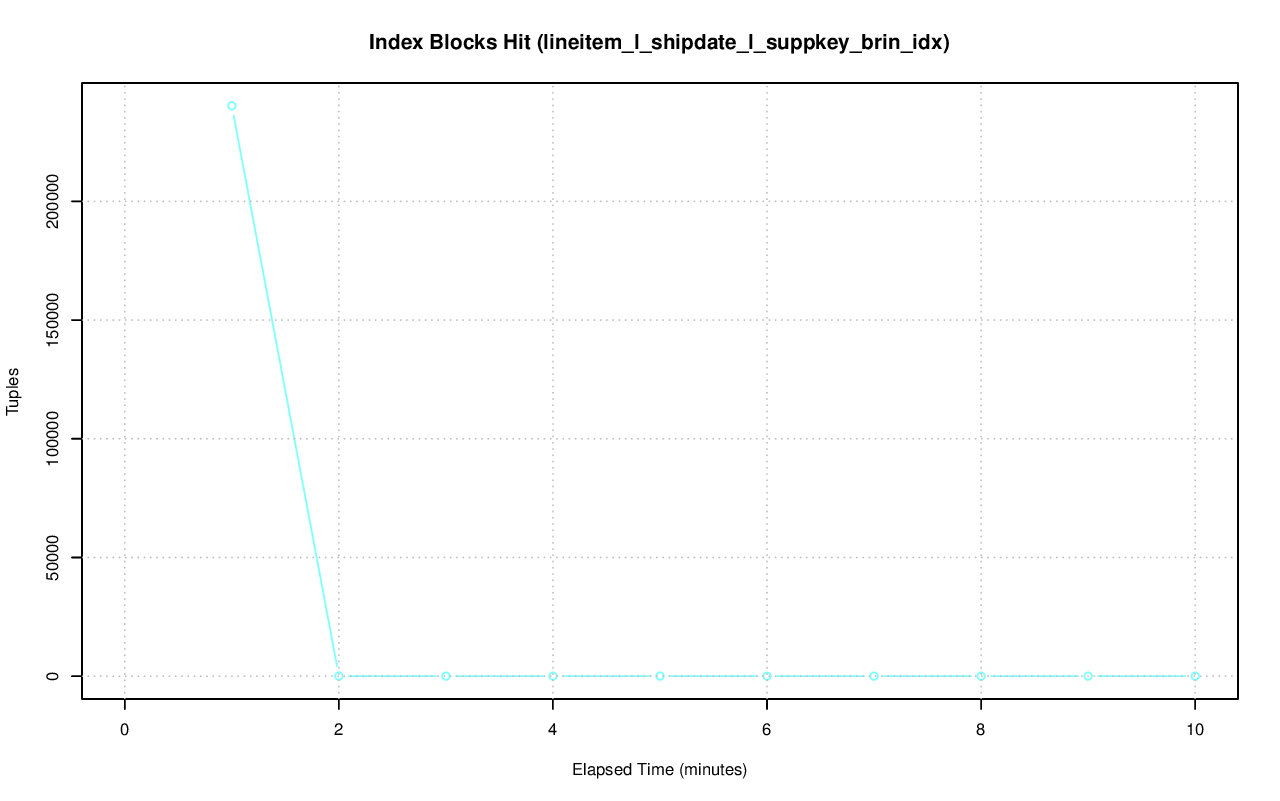 Index Blocks Hit (lineitem_l_shipdate_l_suppkey_brin_idx)
Tuples
200000
150000
100000
50000
0
0 2 4 6 8 10
Elapsed Time (minutes)